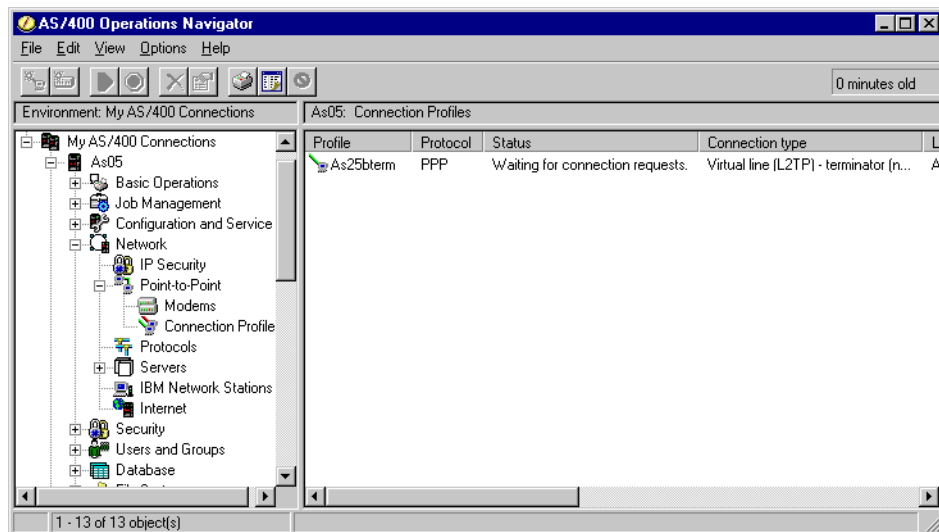 AS/400 Operations Navigator
File Edit View Options Help
0 minutes old
Environment: My AS/400 Connections
As05: Connection Profiles
My AS/400 Connections
As05
Basic Operations
Job Management
Configuration and Service
Network
IP Security
Point-to-Point
Modems
Connection Profile
Protocols
Servers
IBM Network Stations
Internet
Security
Users and Groups
Database
Profile Protocol Status Connection type L
As25bterm PPP Waiting for connection requests. Virtual line (L2TP) - terminator (n... A
1 - 13 of 13 object(s)